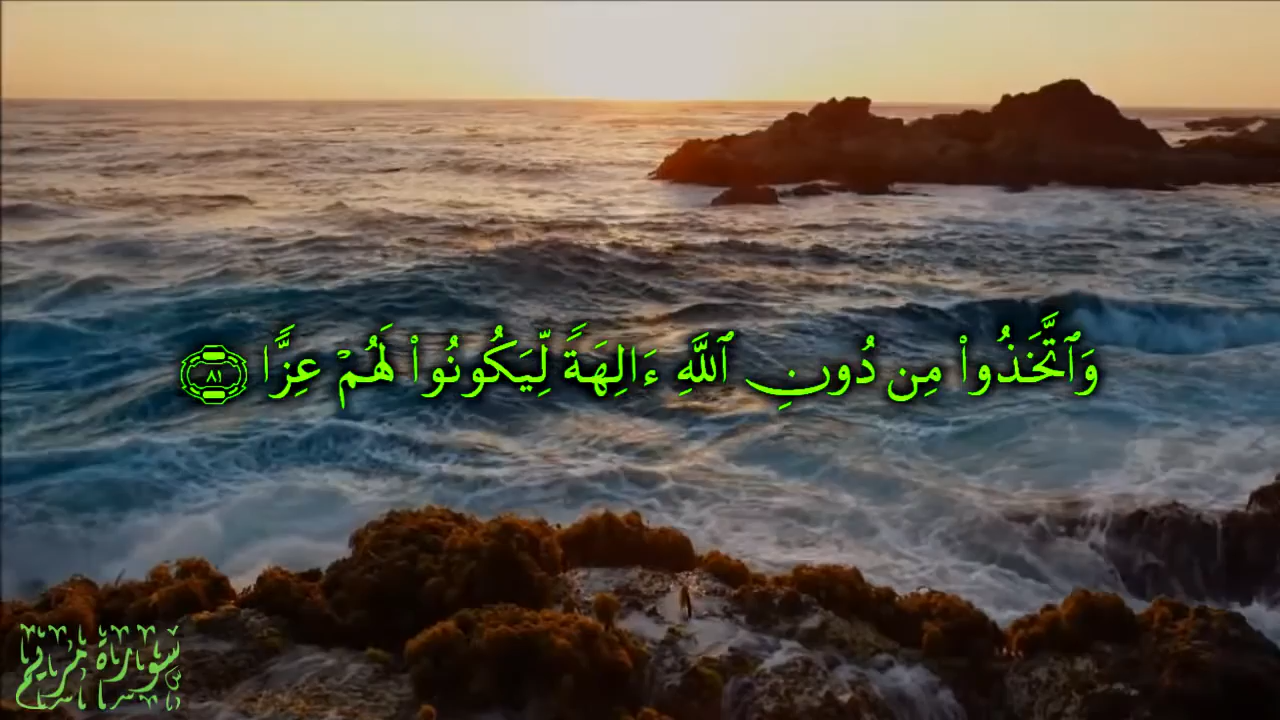 وَٱتَّخَذُوا۟ مِن دُونِ ٱللَّهِ ءَالِهَةً لِّيَكُونُوا۟ لَهُمْ عِزًّا ٨١
سورة مريم